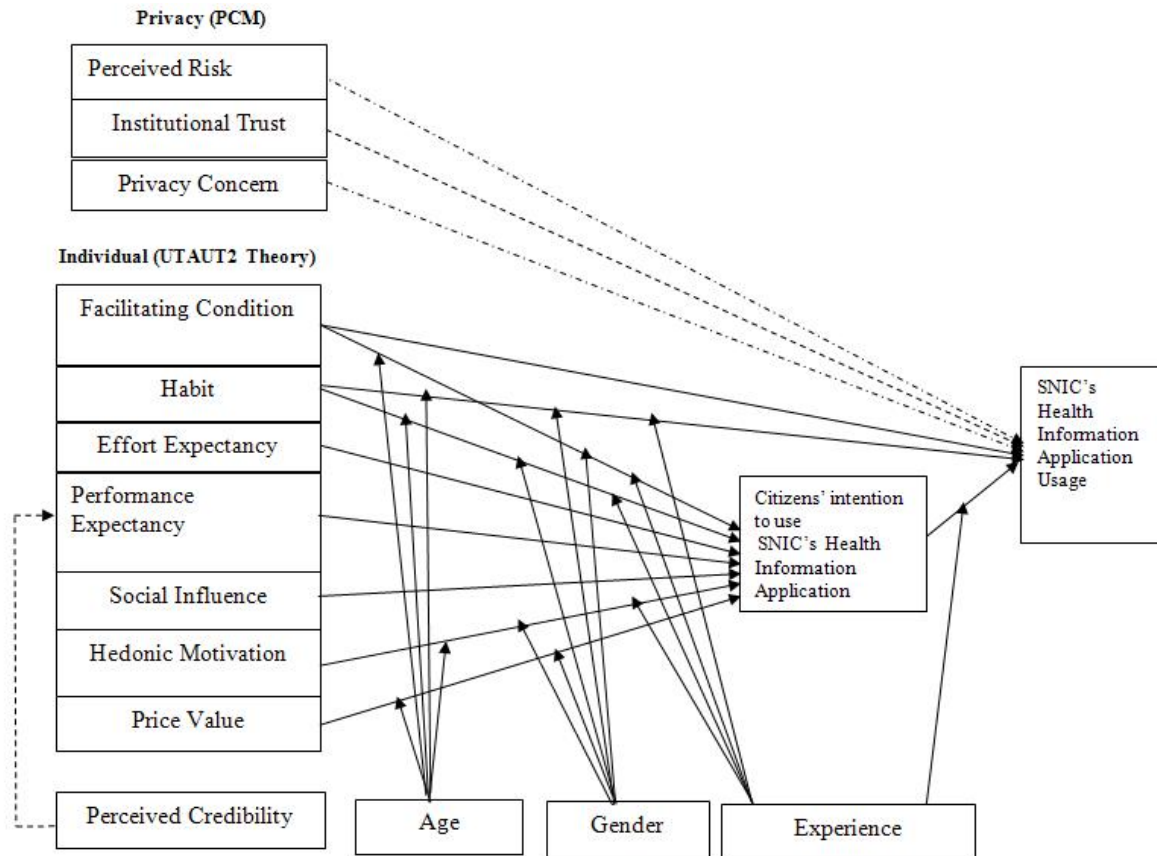 Privacy (PCM)
Perceived Risk
Institutional Trust
Privacy Concern
Individual (UTAUT2 Theory)
Facilitating Condition
Habit
Effort Expectancy
Performance
Expectancy
Social Influence
Hedonic Motivation
Price Value
Perceived Credibility
Age
Gender
Experience
Citizens’ intention
to use
SNIC’s Health
Information
Application
SNIC’s
Health
Information
Application
Usage